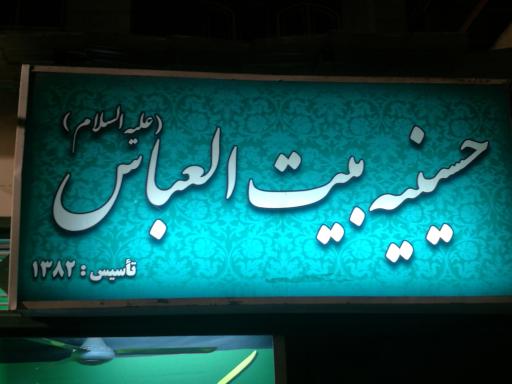 حسینیه بیت العباس (علیه السلام)
تأسیس : ۱۳۸۲